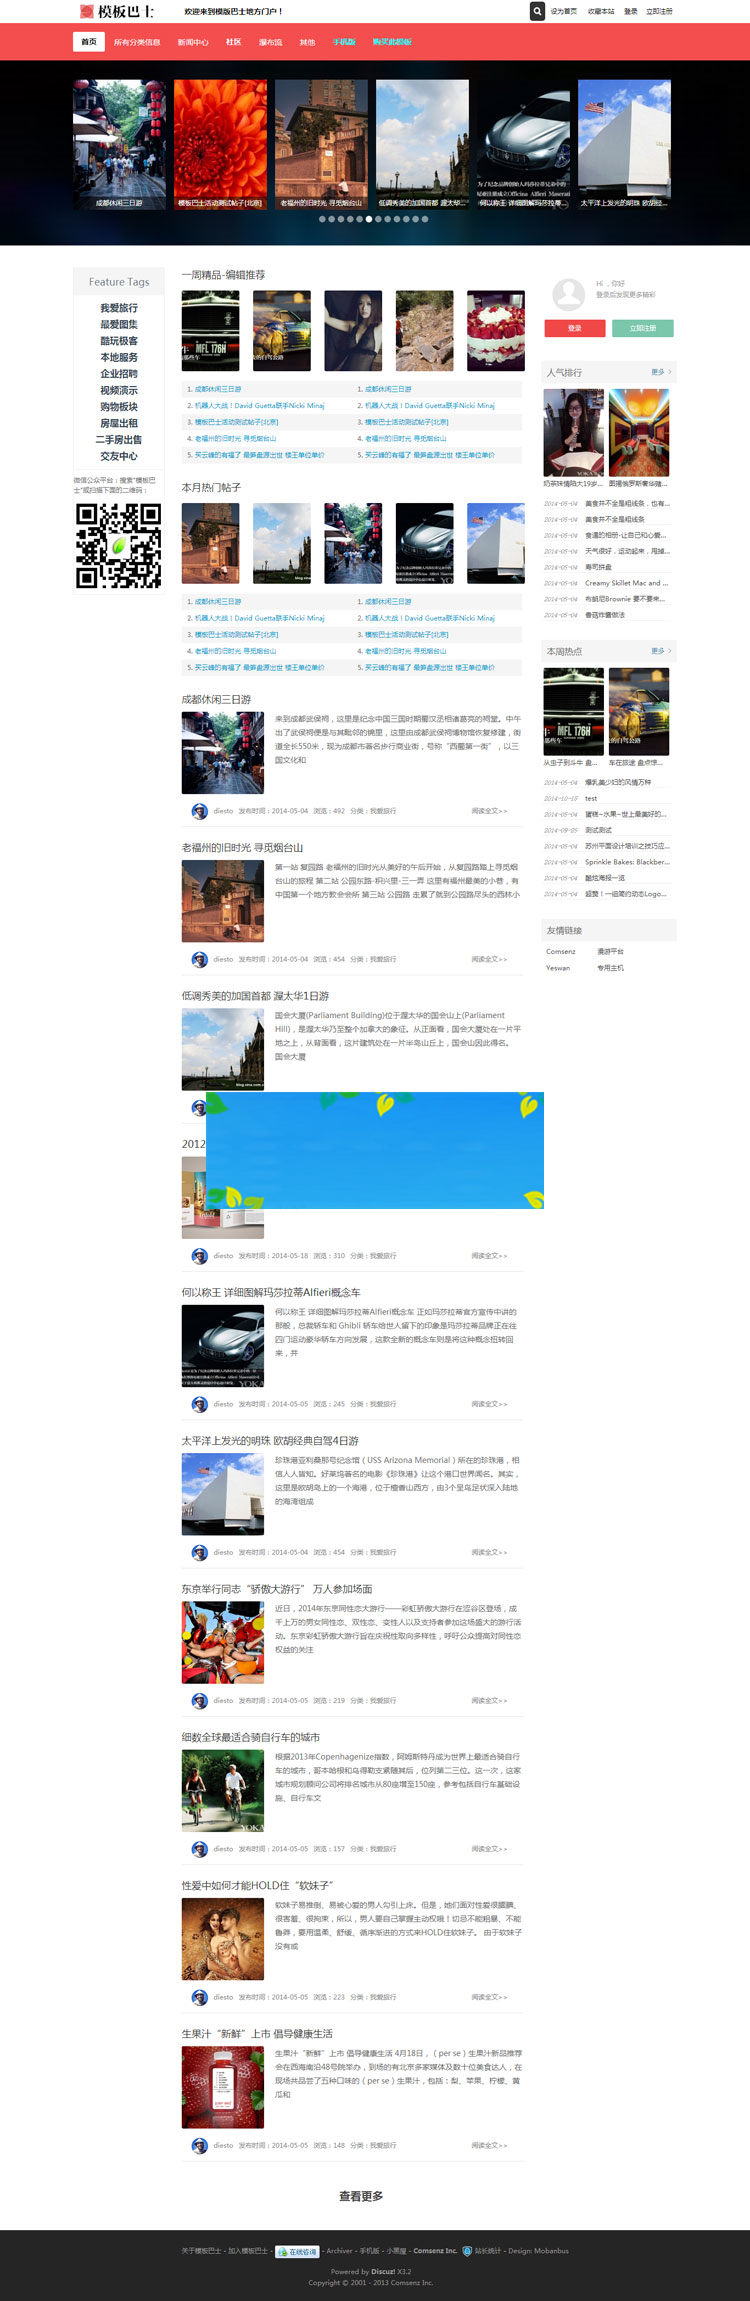 模板巴士
欢迎来到模版巴士地方门户！
设为首页 收藏本站 登录 立即注册
首页 所有分类信息 新闻中心 社区 瀑布流 其他 手机版 购买此模板
成都休闲三日游
模板巴士活动测试帖子[北京]
老福州的旧时光 寻觅烟台山
低调秀美的加国首都 渥太华...
何以称王 详细图解玛莎拉蒂...
太平洋上发光的明珠 欧胡经...
Feature Tags
我爱旅行
最爱图集
酷玩极客
本地服务
企业招聘
视频演示
购物板块
房屋出租
二手房出售
交友中心
微信公众平台：搜索“模板巴
士”或扫描下面的二维码：
一周精品-编辑推荐
1. 成都休闲三日游 1. 成都休闲三日游
2. 机器人大战！David Guetta联手Nicki Minaj 2. 机器人大战！David Guetta联手Nicki Minaj
3. 模板巴士活动测试帖子[北京] 3. 模板巴士活动测试帖子[北京]
4. 老福州的旧时光 寻觅烟台山 4. 老福州的旧时光 寻觅烟台山
5. 买云峰的有福了 最笋盘源出世 楼王单位单价 5. 买云峰的有福了 最笋盘源出世 楼王单位单价
本月热门帖子
1. 成都休闲三日游 1. 成都休闲三日游
2. 机器人大战！David Guetta联手Nicki Minaj 2. 机器人大战！David Guetta联手Nicki Minaj
3. 模板巴士活动测试帖子[北京] 3. 模板巴士活动测试帖子[北京]
4. 老福州的旧时光 寻觅烟台山 4. 老福州的旧时光 寻觅烟台山
5. 买云峰的有福了 最笋盘源出世 楼王单位单价 5. 买云峰的有福了 最笋盘源出世 楼王单位单价
成都休闲三日游
来到成都武侯祠，这里是纪念中国三国时期蜀汉丞相诸葛亮的祠堂。中午
出了武侯祠便是与其毗邻的锦里，这里由成都武侯祠博物馆恢复修建，街
道全长550米，现为成都市著名步行商业街，号称“西蜀第一街”，以三
国文化和
diesto 发布时间：2014-05-04 浏览：492 分类：我爱旅行 阅读全文>>
老福州的旧时光 寻觅烟台山
第一站 复园路 老福州的旧时光从美好的午后开始，从复园路踏上寻觅烟
台山的旅程 第二站 公园东路-积兴里-三一弄 这里有福州最美的小巷，有
中国第一个地方教会会所 第三站 公园路 走累了就到公园路尽头的西林小
diesto 发布时间：2014-05-04 浏览：454 分类：我爱旅行 阅读全文>>
低调秀美的加国首都 渥太华1日游
国会大厦(Parliament Building)位于渥太华的国会山上(Parliament
Hill)，是渥太华乃至整个加拿大的象征。从正面看，国会大厦处在一片平
地之上，从背面看，这片建筑处在一片半岛山丘上，国会山因此得名。
国会大厦
2012
diesto 发布时间：2014-05-18 浏览：310 分类：我爱旅行 阅读全文>>
何以称王 详细图解玛莎拉蒂Alfieri概念车
何以称王 详细图解玛莎拉蒂Alfieri概念车 正如玛莎拉蒂官方宣传中讲的
那般，总裁轿车和 Ghibli 轿车给世人留下的印象是玛莎拉蒂品牌正在往
四门运动豪华轿车方向发展，这款全新的概念车则是将这种概念扭转回
来，并
diesto 发布时间：2014-05-05 浏览：245 分类：我爱旅行 阅读全文>>
太平洋上发光的明珠 欧胡经典自驾4日游
珍珠港亚利桑那号纪念馆（USS Arizona Memorial）所在的珍珠港，相
信人人皆知。好莱坞著名的电影《珍珠港》让这个港口世界闻名。其实，
这里是欧胡岛上的一个海港，位于檀香山西方，由3个呈鸟足状深入陆地
的海湾组成
diesto 发布时间：2014-05-04 浏览：454 分类：我爱旅行 阅读全文>>
东京举行同志“骄傲大游行” 万人参加场面
近日，2014年东京同性恋大游行——彩虹骄傲大游行在涩谷区登场，成
千上万的男女同性恋、双性恋、变性人以及支持者参加这场盛大的游行活
动。东京彩虹骄傲大游行旨在庆祝性取向多样性，呼吁公众提高对同性恋
权益的关注
diesto 发布时间：2014-05-05 浏览：219 分类：我爱旅行 阅读全文>>
细数全球最适合骑自行车的城市
根据2013年Copenhagenize指数，阿姆斯特丹成为世界上最适合骑自行
车的城市，哥本哈根和乌得勒支紧随其后，位列第二三位。这一次，这家
城市规划顾问公司将排名城市从80座增至150座，参考包括自行车基础设
施、自行车文
diesto 发布时间：2014-05-05 浏览：157 分类：我爱旅行 阅读全文>>
性爱中如何才能HOLD住“软妹子”
软妹子易推倒、易被心爱的男人勾引上床。但是，她们面对性爱很腼腆、
很害羞、很拘束，所以，男人要自己掌握主动权哦！切忌不能粗暴、不能
鲁莽，要用温柔、舒缓、循序渐进的方式来HOLD住软妹子。 由于软妹子
没有或
diesto 发布时间：2014-05-05 浏览：223 分类：我爱旅行 阅读全文>>
生果汁“新鲜”上市 倡导健康生活
生果汁“新鲜”上市 倡导健康生活 4月18日，（per se）生果汁新品推荐
会在西海南沿48号院举办，到场的有北京多家媒体及数十位美食达人，在
现场共品尝了五种口味的（per se）生果汁，包括：梨、苹果、柠檬、黄
瓜和
diesto 发布时间：2014-05-05 浏览：148 分类：我爱旅行 阅读全文>>
查看更多
Hi ，你好
登录后发现更多精彩
登录 立即注册
人气排行 更多
奶茶妹情陷大19岁...
2014-05-04 美食并不全是粗线条，也有...
2014-05-04 美食并不全是粗线条
2014-05-04 食温的相册-让自己和心爱...
2014-05-04 天气很好，运动起来，甩掉...
2014-05-04 寿司拼盘
2014-05-04 Creamy Skillet Mac and ...
2014-05-04 布朗尼Brownie 要不要来...
2014-05-04 香菇炸酱做法
本周热点 更多
从虫子到斗牛 盘... 车在旅途 盘点惊...
2014-05-04 爆乳美少妇的风情万种
2014-10-15 test
2014-05-04 蛋糕~水果~世上最美好的...
2014-09-25 测试测试
2014-05-04 苏州平面设计培训之技巧应...
2014-05-04 Sprinkle Bakes: Blackber...
2014-05-04 酷炫海报一览
2014-05-04 超赞！一组简约动态Logo...
友情链接
Comsenz 漫游平台
Yeswan 专用主机
关于模板巴士 - 加入模板巴士 - 在线咨询 - Archiver - 手机版 - 小黑屋 - Comsenz Inc. 站长统计 - Design: Mobanbus
Powered by Discuz! X3.2
Copyright © 2001 - 2013 Comsenz Inc.